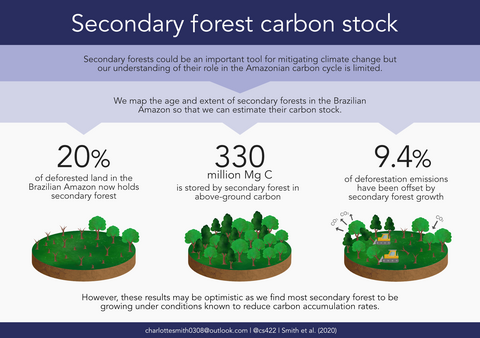 Secondary forest carbon stock
Secondary forests could be an important tool for mitigating climate change but
our understanding of their role in the Amazonian carbon cycle is limited.
We map the age and extent of secondary forests in the Brazilian
Amazon so that we can estimate their carbon stock.
20%
of deforested land in the
Brazilian Amazon now holds
secondary forest
330
million Mg C
is stored by secondary forest in
above-ground carbon
9.4%
of deforestation emissions
have been offset by
secondary forest growth
CO₂
CO₂
CO₂
CO₂
However, these results may be optimistic as we find most secondary forest to be
growing under conditions known to reduce carbon accumulation rates.
charlottesmith0308@outlook.com | @cs422 | Smith et al. (2020)